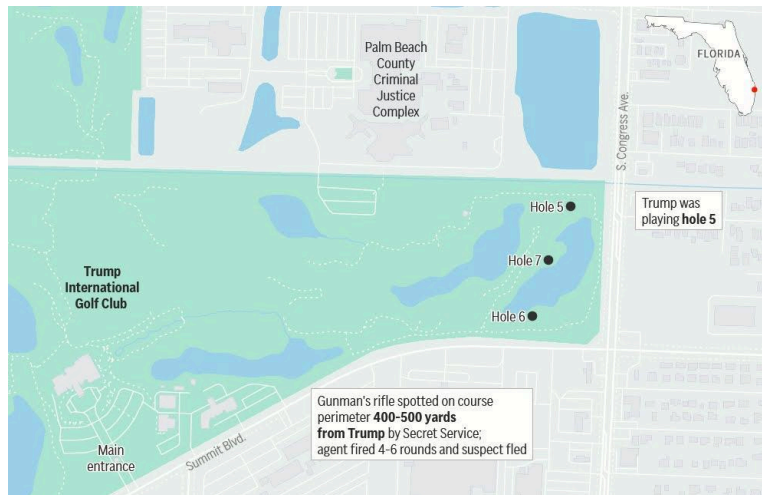 Palm Beach
County
Criminal
Justice
Complex
FLORIDA
S. Congress Ave.
Hole 5
Trump was
playing hole 5
Hole 7
Trump
International
Golf Club
Hole 6
Gunman's rifle spotted on course
perimeter 400-500 yards
from Trump by Secret Service;
agent fired 4-6 rounds and suspect fled
Main
entrance
Summit Blvd.